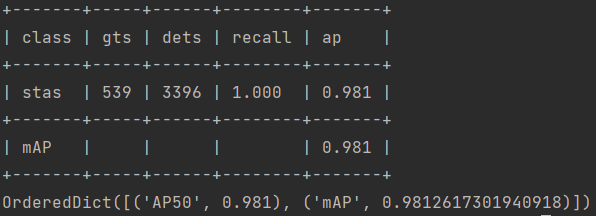 +-------+-----+------+--------+-------+
| class | gts | dets | recall | ap    |
+-------+-----+------+--------+-------+
| stas  | 539 | 3396 | 1.000  | 0.981 |
+-------+-----+------+--------+-------+
| mAP   |     |      |        | 0.981 |
+-------+-----+------+--------+-------+
OrderedDict([('AP50', 0.981), ('mAP', 0.9812617301940918)])